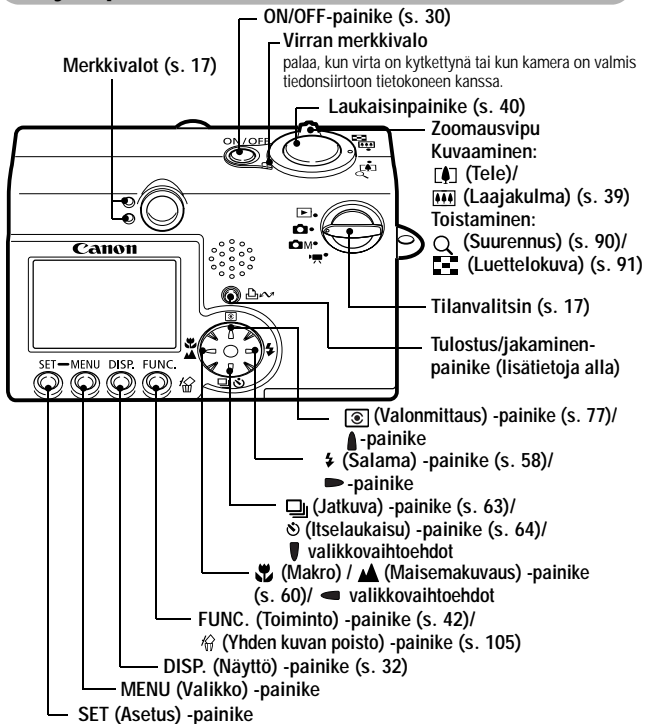 ON/OFF-painike (s. 30)
Virran merkkivalo
palaa, kun virta on kytkettynä tai kun kamera on valmis
tiedonsiirtoon tietokoneen kanssa.
Merkkivalot (s. 17)
Laukaisinpainike (s. 40)
Zoomausvipu
Kuvaaminen:
(Tele)/
(Laajakulma) (s. 39)
Toistaminen:
(Suurennus) (s. 90)/
(Luettelokuva) (s. 91)
Tilanvalitsin (s. 17)
Tulostus/jakaminen-
painike (lisätietoja alla)
ON/OFF
M
Canon
SET MENU DISP. FUNC.
(Valonmittaus) -painike (s. 77)/
-painike
(Salama) -painike (s. 58)/
-painike
(Jatkuva) -painike (s. 63)/
(Itselaukaisu) -painike (s. 64)/
valikkovaihtoehdot
(Makro) / (Maisemakuvaus) -painike
(s. 60)/ valikkovaihtoehdot
FUNC. (Toiminto) -painike (s. 42)/
(Yhden kuvan poisto) -painike (s. 105)
DISP. (Näyttö) -painike (s. 32)
MENU (Valikko) -painike
SET (Asetus) -painike